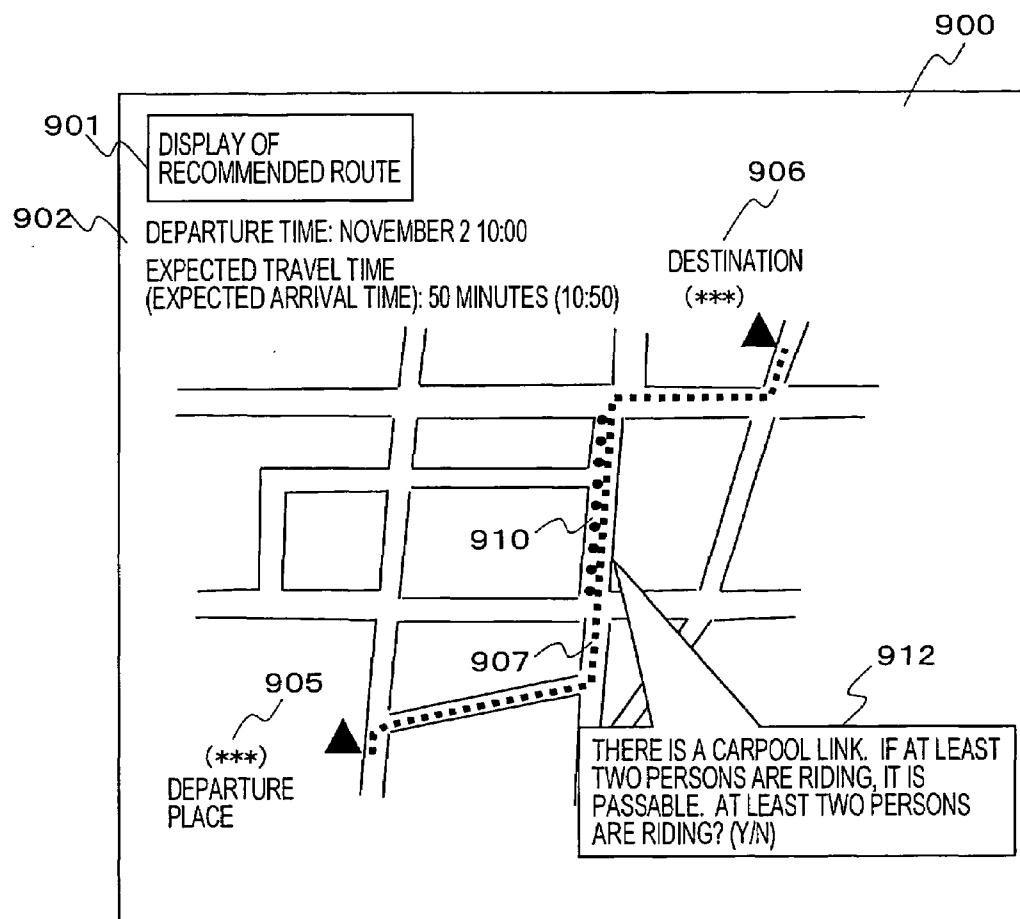 900
901
DISPLAY OF
RECOMMENDED ROUTE
906
902
DEPARTURE TIME: NOVEMBER 2 10:00
DESTINATION
(***)
EXPECTED TRAVEL TIME
(EXPECTED ARRIVAL TIME): 50 MINUTES (10:50)
910
907
912
905
(***)
DEPARTURE
PLACE
THERE IS A CARPOOL LINK. IF AT LEAST
TWO PERSONS ARE RIDING, IT IS
PASSABLE. AT LEAST TWO PERSONS
ARE RIDING? (Y/N)